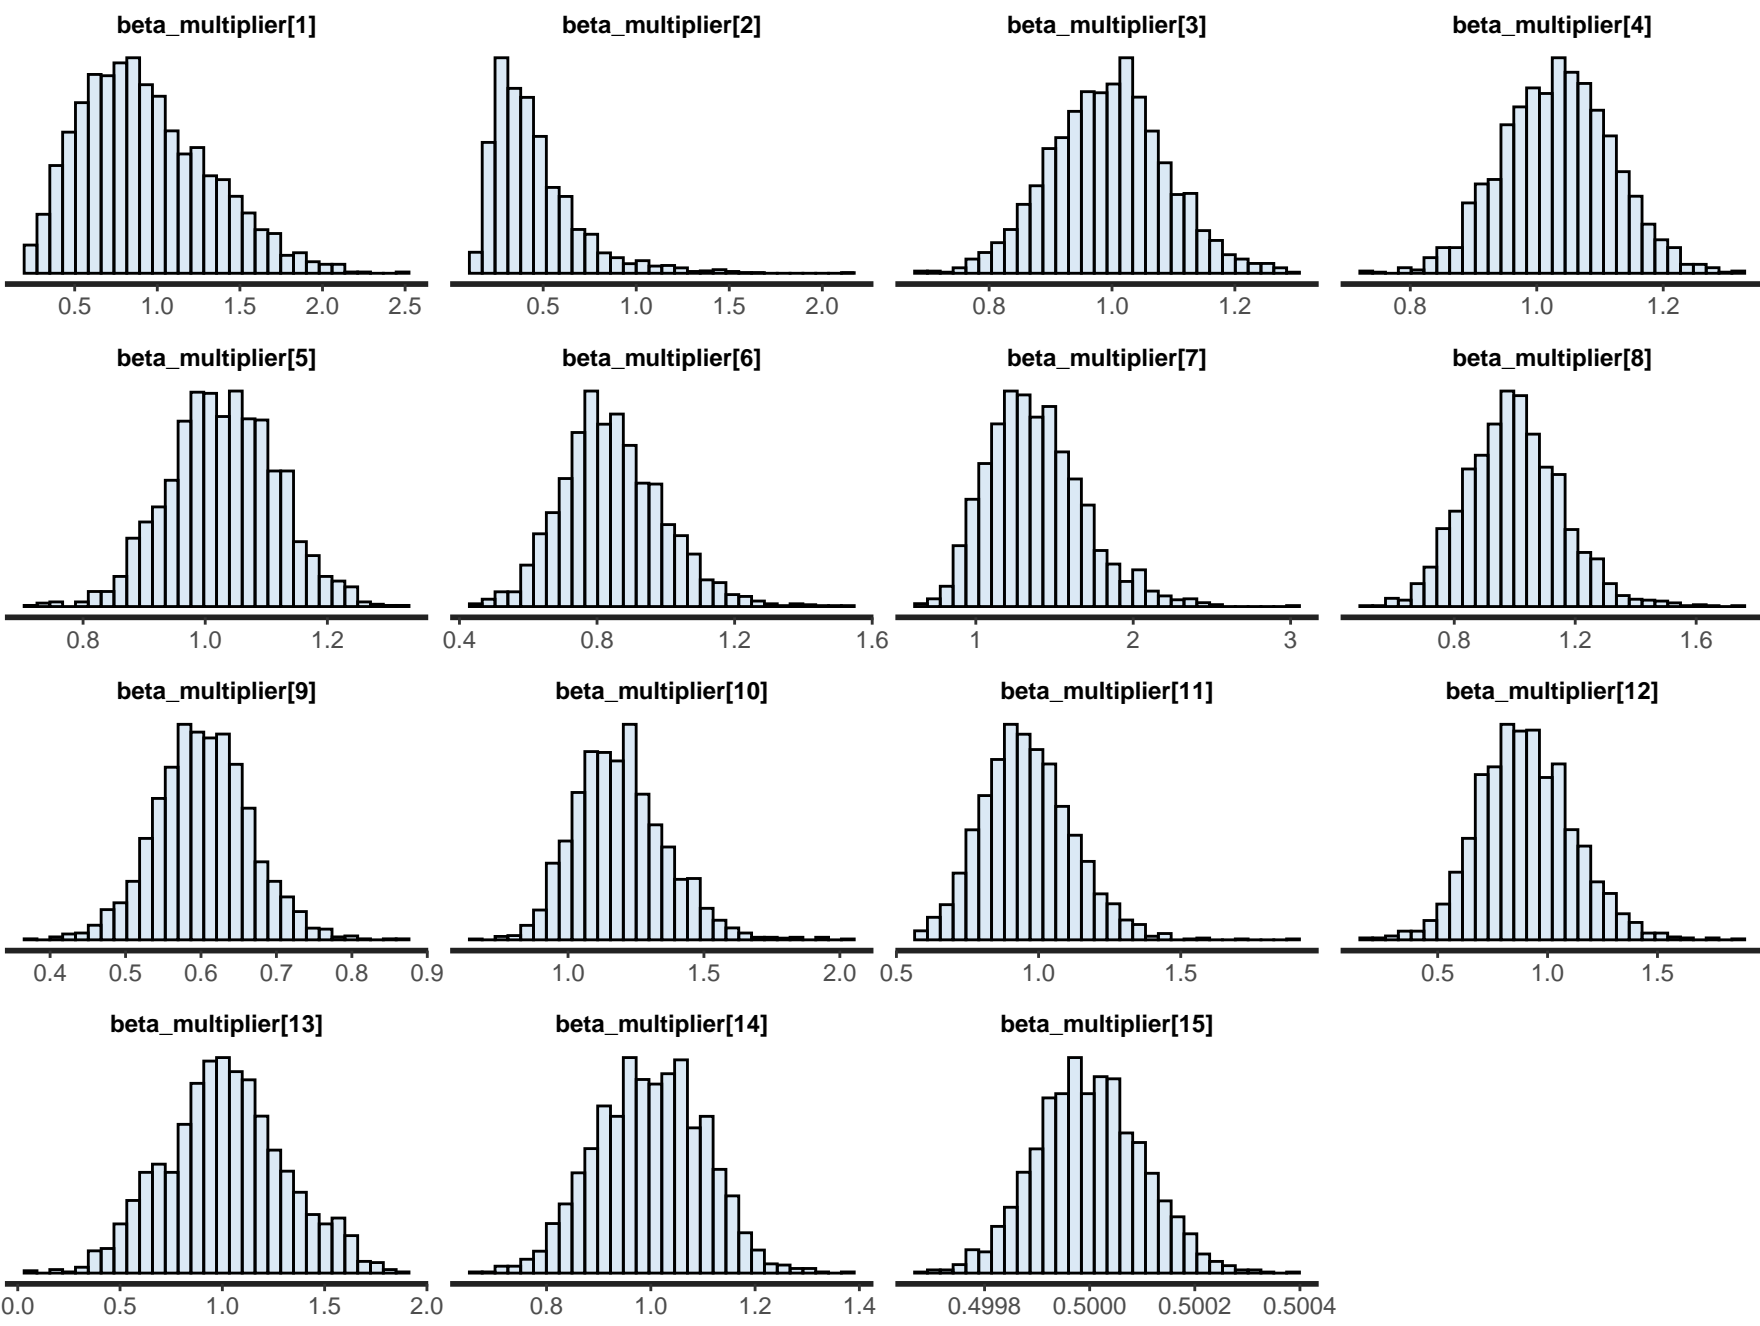 beta_multiplier[1] beta_multiplier[2] beta_multiplier[3] beta_multiplier[4]
0.5 1.0 1.5 2.0 2.5 0.5 1.0 1.5 2.0 0.8 1.0 1.2 0.8 1.0 1.2
beta_multiplier[5] beta_multiplier[6] beta_multiplier[7] beta_multiplier[8]
0.8 1.0 1.2 0.4 0.8 1.2 1.6 1 2 3 0.8 1.2 1.6
beta_multiplier[9] beta_multiplier[10] beta_multiplier[11] beta_multiplier[12]
0.4 0.5 0.6 0.7 0.8 0.9 1.0 1.5 2.0 0.5 1.0 1.5 0.5 1.0 1.5
beta_multiplier[13] beta_multiplier[14] beta_multiplier[15]
0.0 0.5 1.0 1.5 2.0 0.8 1.0 1.2 1.4 0.4998 0.5000 0.5002 0.5004